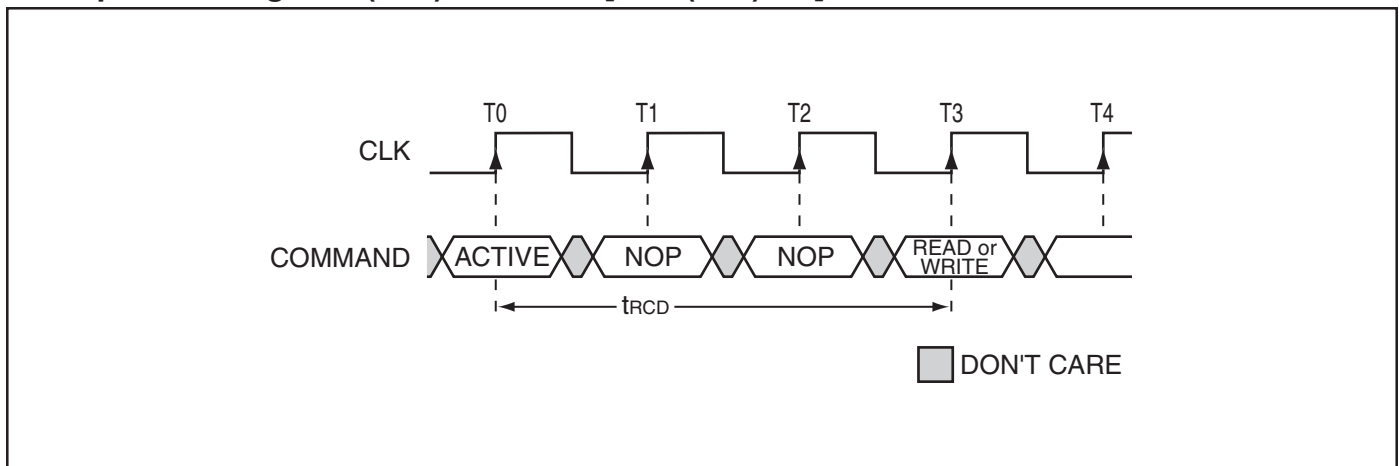 T0 T1 T2 T3 T4
CLK
COMMAND ACTIVE NOP NOP READ or
WRITE
tRCD
DON'T CARE